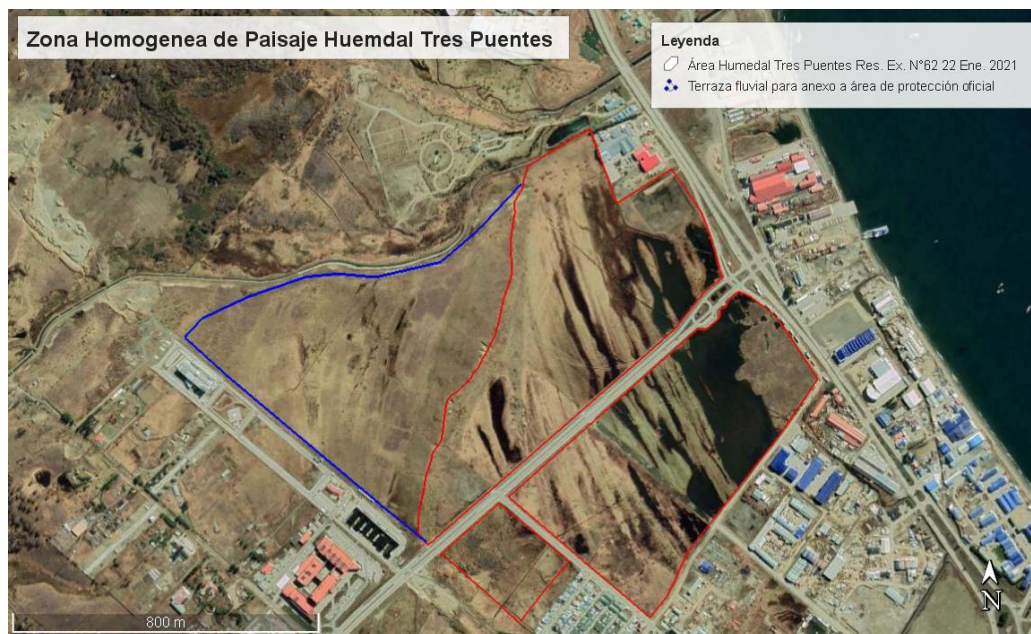 Zona Homogenea de Paisaje Huemdal Tres Puentes
Leyenda
Área Humedal Tres Puentes Res. Ex. N°62 22 Ene. 2021
Terraza fluvial para anexo a área de protección oficial
800 m
N